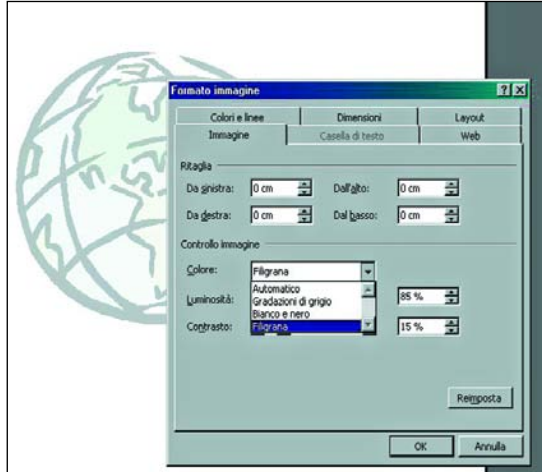 Formato immagine
Colori e linee Dimensioni Layout
Immagine Casella di testo Web
Ritaglia
Da sinistra: 0 cm Dall'alto: 0 cm
Da destra: 0 cm Dal basso: 0 cm
Controllo immagine
Colore: Filigrana
Automatico
Luminosità: Gradazioni di grigio 85 %
Bianco e nero
Contrasto: Filigrana 15 %
Reimposta
OK Annulla